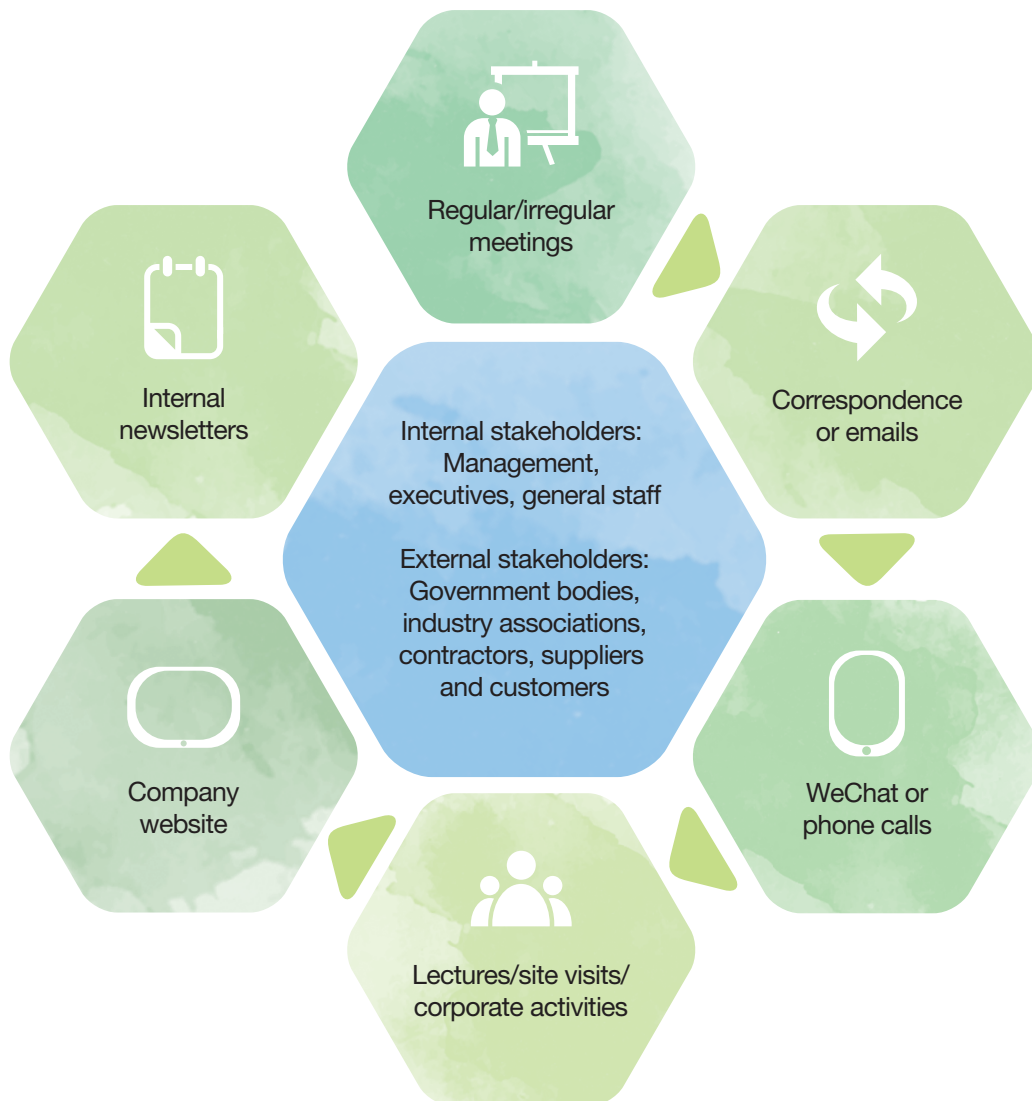 Regular/irregular
meetings
Correspondence
or emails
WeChat or
phone calls
Lectures/site visits/
corporate activities
Company
website
Internal
newsletters
Internal stakeholders:
Management,
executives, general staff
External stakeholders:
Government bodies,
industry associations,
contractors, suppliers
and customers